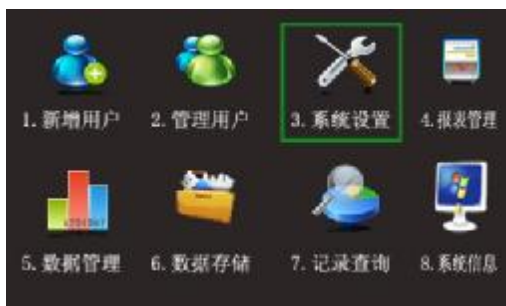 1. 新增用户 2. 管理用户 3. 系统设置 4. 报表管理
5. 数据管理 6. 数据存储 7. 记录查询 8. 系统信息